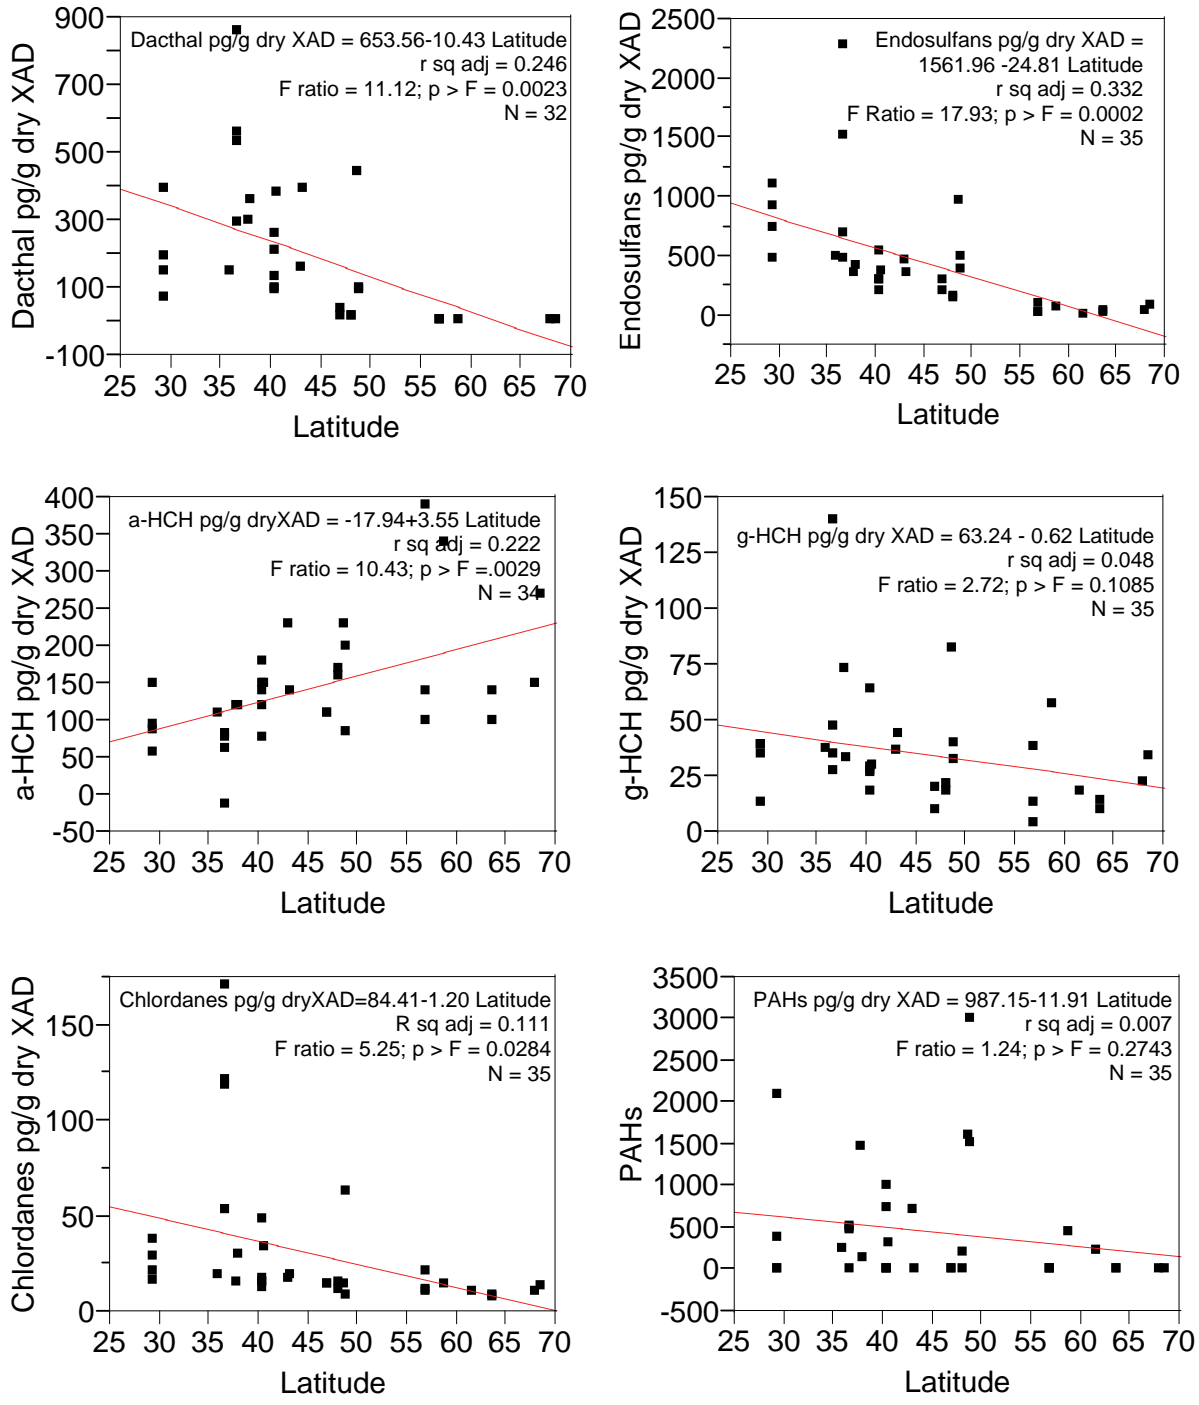 Dacthal pg/g dry XAD
900
700
500
300
100
-100
Dacthal pg/g dry XAD = 653.56-10.43 Latitude
r sq adj = 0.246
F ratio = 11.12; p > F = 0.0023
N = 32
25 30 35 40 45 50 55 60 65 70
Latitude
Endosulfans pg/g dry XAD
2500
2000
1500
1000
500
0
Endosulfans pg/g dry XAD =
1561.96 -24.81 Latitude
r sq adj = 0.332
F Ratio = 17.93; p > F = 0.0002
N = 35
25 30 35 40 45 50 55 60 65 70
Latitude
a-HCH pg/g dry XAD
400
350
300
250
200
150
100
50
0
-50
a-HCH pg/g dryXAD = -17.94+3.55 Latitude
r sq adj = 0.222
F ratio = 10.43; p > F =.0029
N = 34
25 30 35 40 45 50 55 60 65 70
Latitude
g-HCH pg/g dry XAD
150
125
100
75
50
25
0
g-HCH pg/g dry XAD = 63.24 - 0.62 Latitude
r sq adj = 0.048
F ratio = 2.72; p > F = 0.1085
N = 35
25 30 35 40 45 50 55 60 65 70
Latitude
Chlordanes pg/g dry XAD
150
100
50
0
Chlordanes pg/g dryXAD=84.41-1.20 Latitude
R sq adj = 0.111
F ratio = 5.25; p > F = 0.0284
N = 35
25 30 35 40 45 50 55 60 65 70
Latitude
PAHs
3500
3000
2500
2000
1500
1000
500
0
-500
PAHs pg/g dry XAD = 987.15-11.91 Latitude
r sq adj = 0.007
F ratio = 1.24; p > F = 0.2743
N = 35
25 30 35 40 45 50 55 60 65 70
Latitude